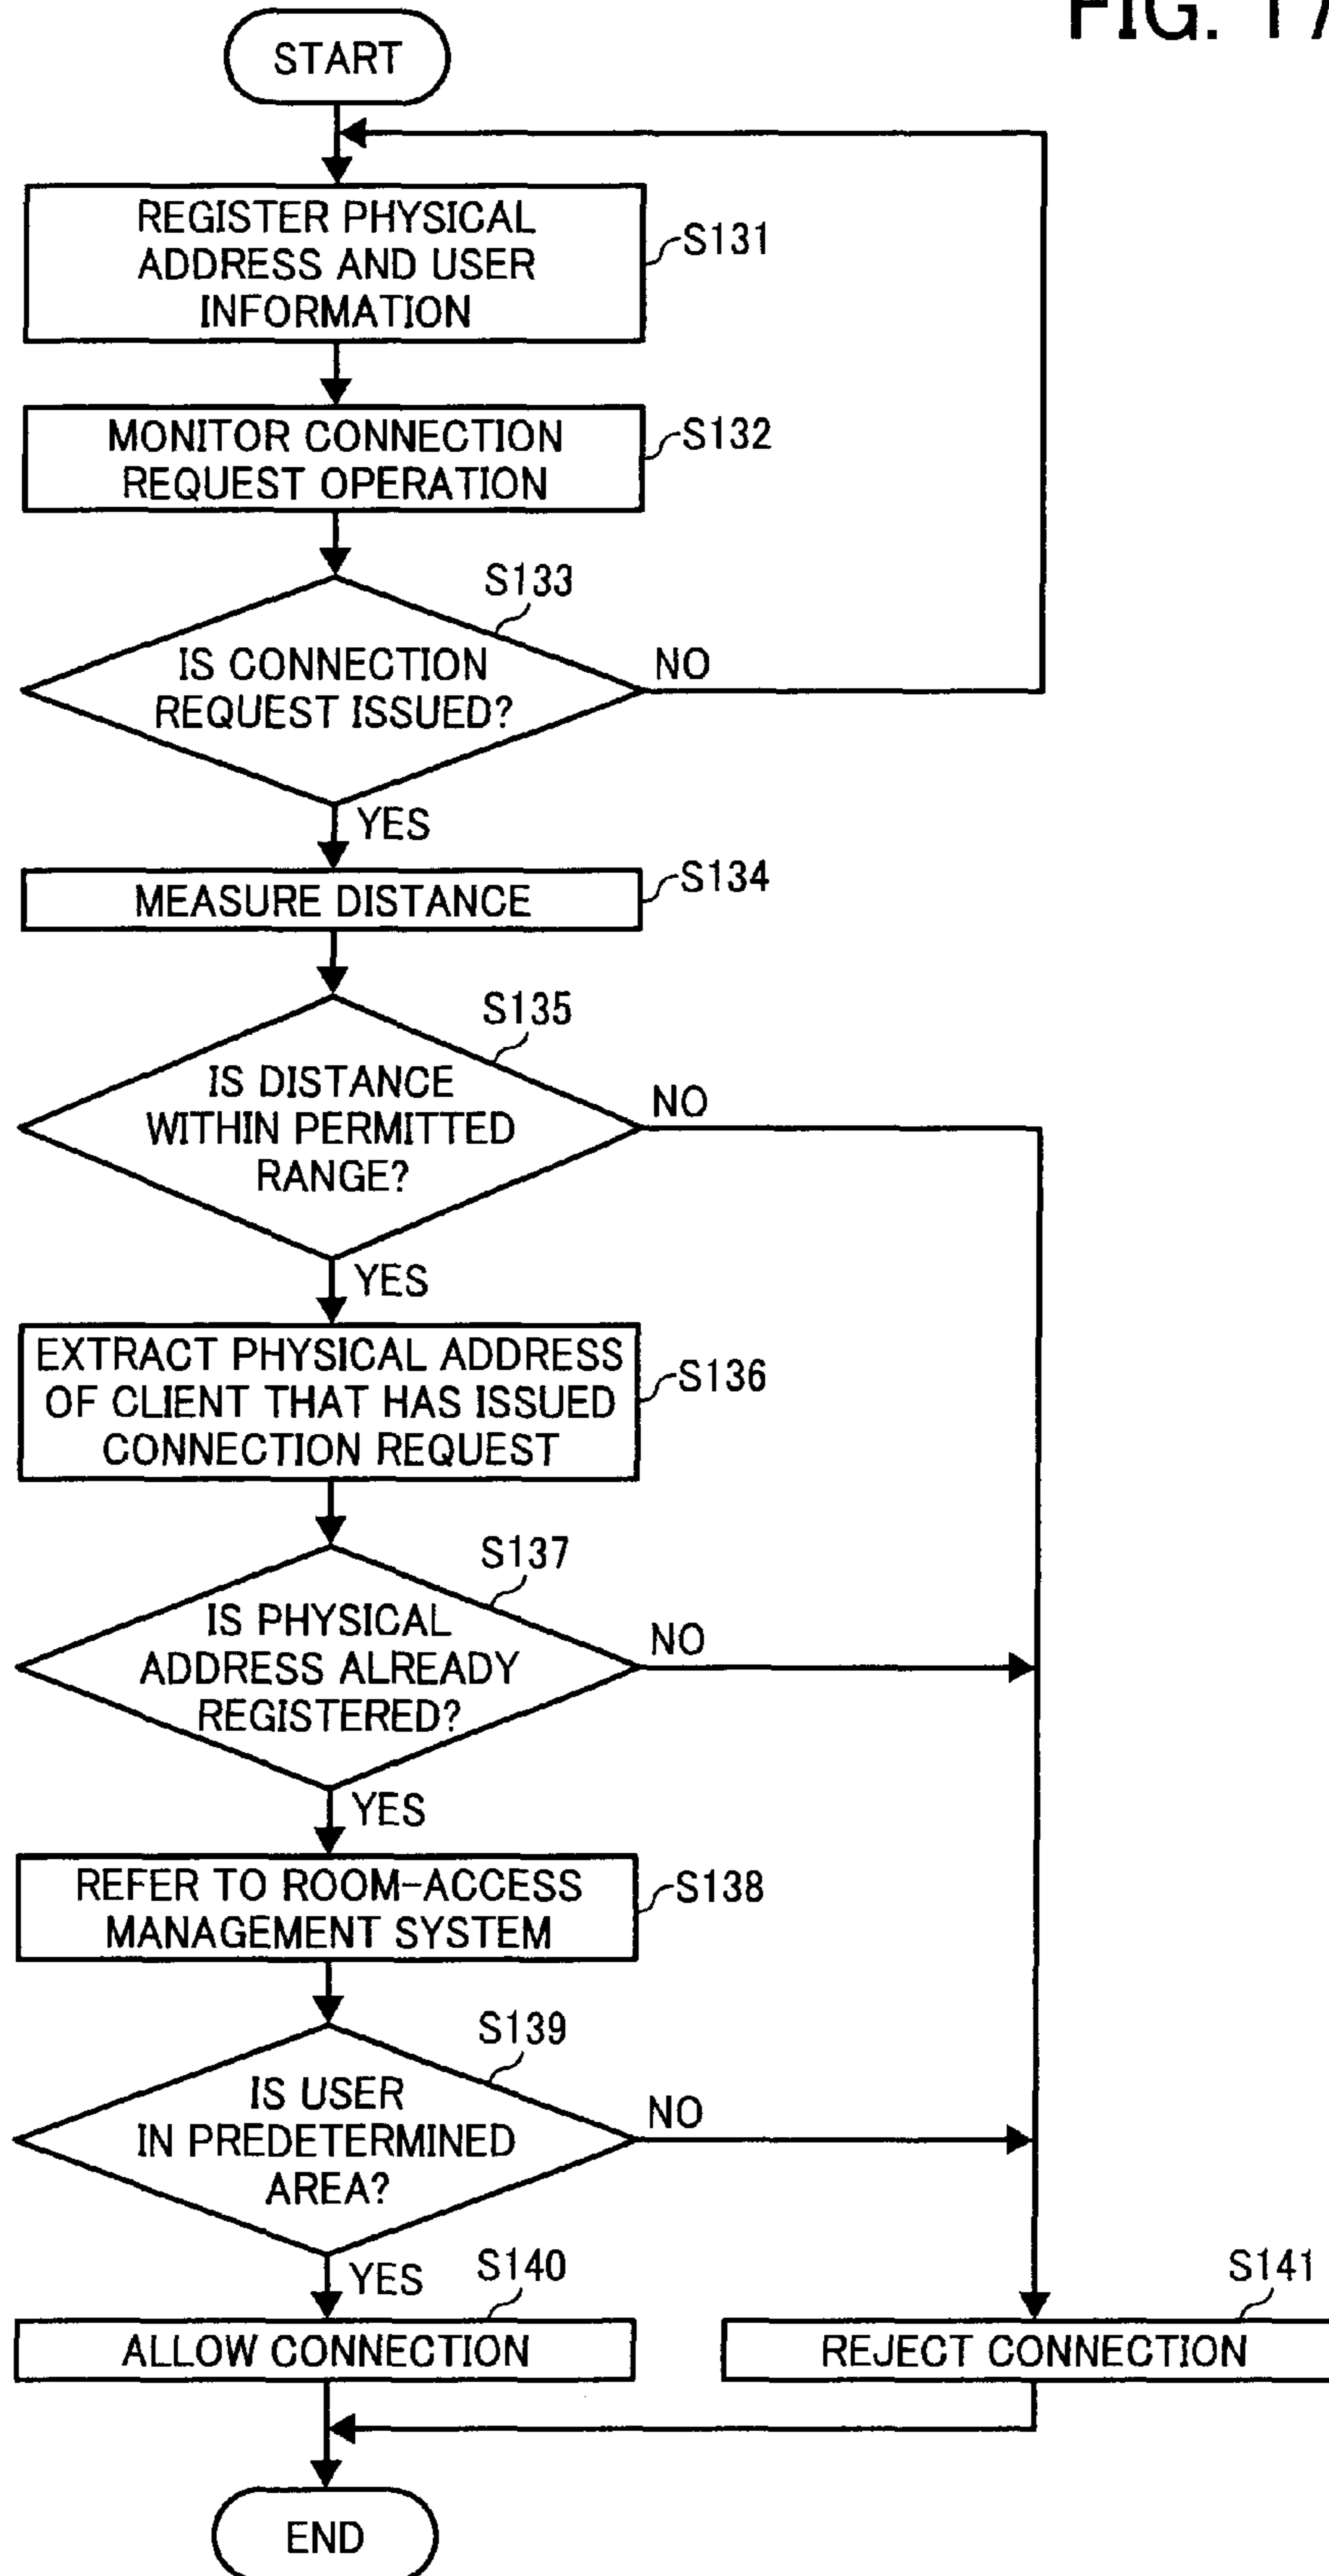 FIG. 17
START
REGISTER PHYSICAL
ADDRESS AND USER
INFORMATION
S131
MONITOR CONNECTION
REQUEST OPERATION
S132
S133
IS CONNECTION
REQUEST ISSUED?
NO
YES
MEASURE DISTANCE
S134
S135
IS DISTANCE
WITHIN PERMITTED
RANGE?
NO
YES
EXTRACT PHYSICAL ADDRESS
OF CLIENT THAT HAS ISSUED
CONNECTION REQUEST
S136
S137
IS PHYSICAL
ADDRESS ALREADY
REGISTERED?
NO
YES
REFER TO ROOM-ACCESS
MANAGEMENT SYSTEM
S138
S139
IS USER
IN PREDETERMINED
AREA?
NO
YES
S140
ALLOW CONNECTION
S141
REJECT CONNECTION
END